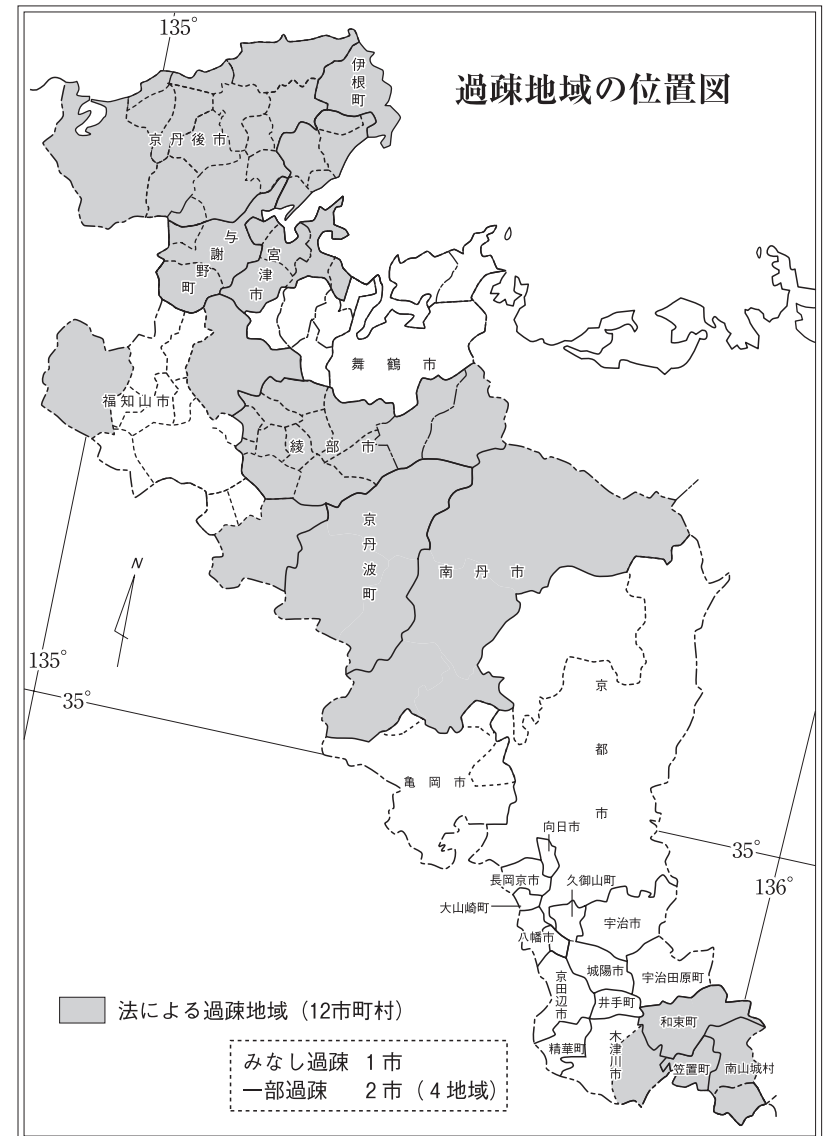 過疎地域の位置図
135°
伊根町
京丹後市
与謝野町
宮津市
舞鶴市
福知山市
綾部市
京丹波町
南丹市
N
135°
35°
京都市
亀岡市
向日市
35°
136°
長岡京市
久御山町
大山崎町
宇治市
八幡市
城陽市
宇治田原町
京田辺市
井手町
和束町
精華町
木津川市
笠置町
南山城村
法による過疎地域（12市町村）
みなし過疎 1市
一部過疎 2市（4地域）